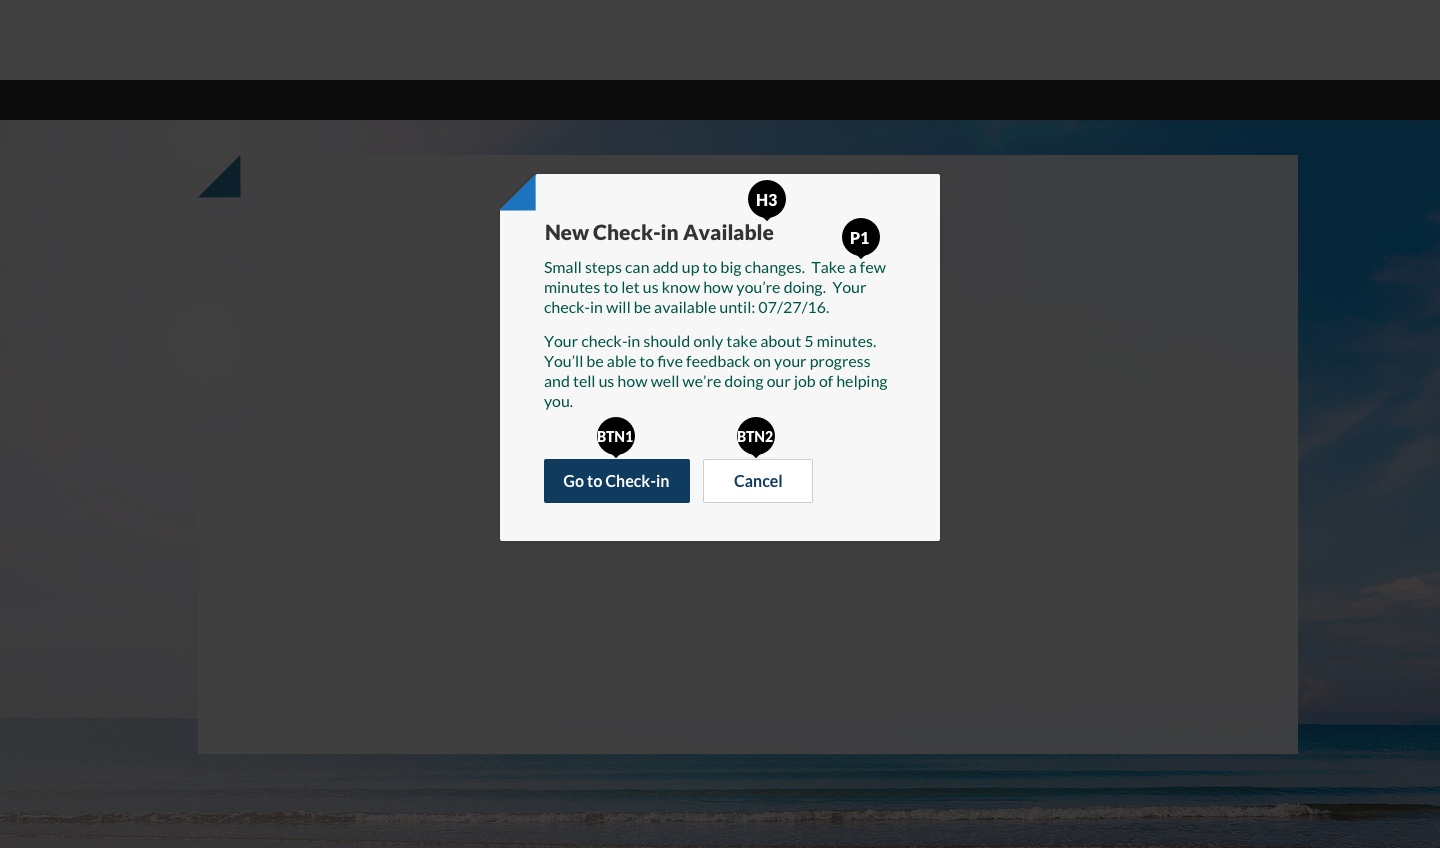 H3
New Check-in Available
P1
Small steps can add up to big changes.  Take a few
minutes to let us know how you’re doing.  Your
check-in will be available until: 07/27/16.
Your check-in should only take about 5 minutes.
You’ll be able to five feedback on your progress
and tell us how well we’re doing our job of helping
you.
BTN1 BTN2
Go to Check-in Cancel